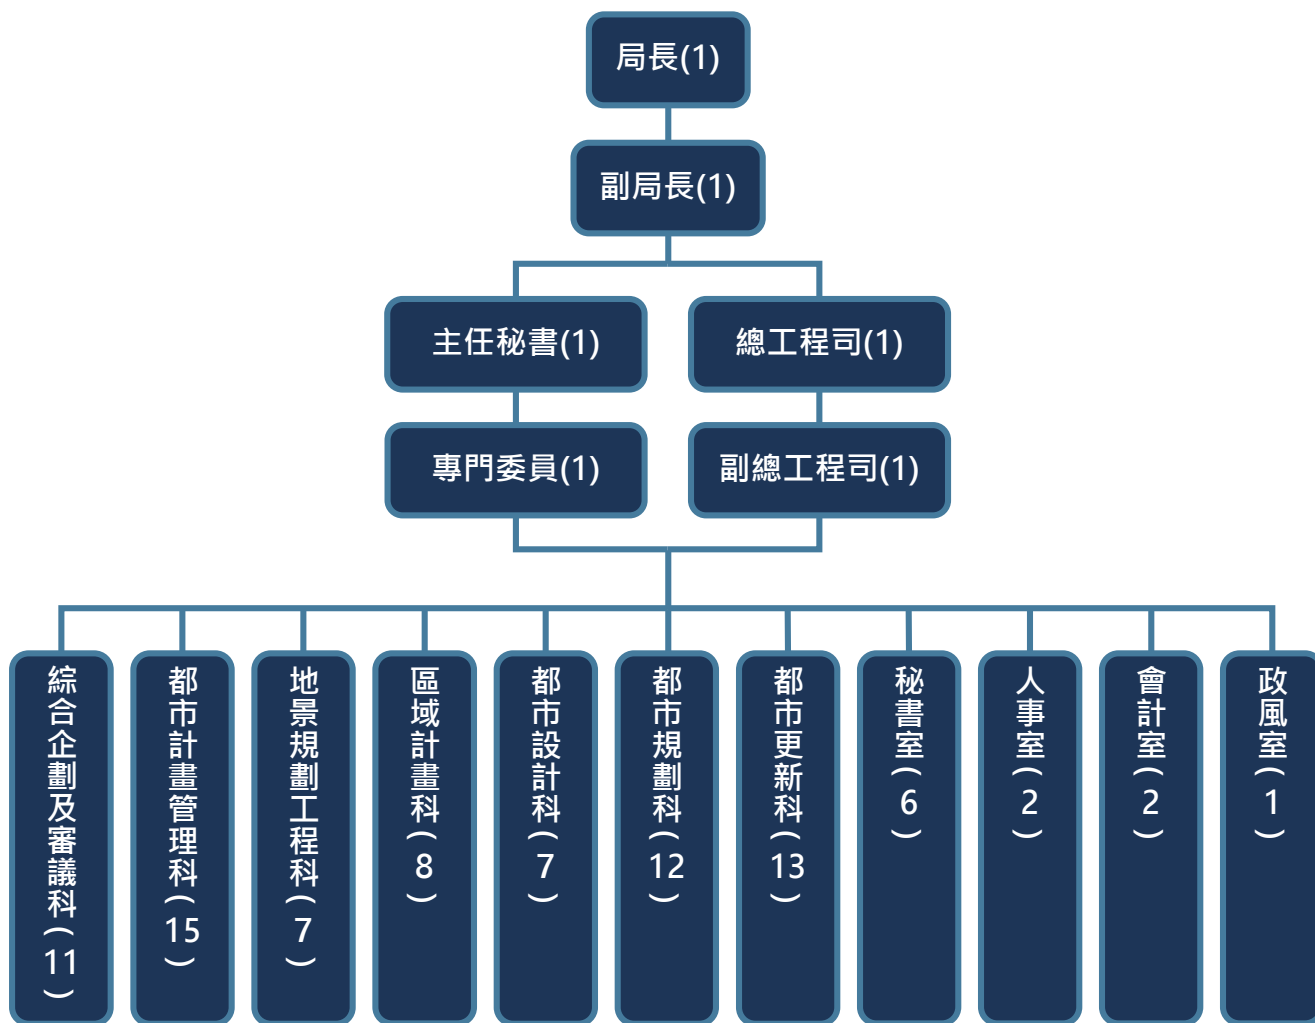 局長(1)
副局長(1)
主任秘書(1)
總工程司(1)
專門委員(1)
副總工程司(1)
綜合企劃及審議科(11)
都市計畫管理科(15)
地景規劃工程科(7)
區域計畫科(8)
都市設計科(7)
都市規劃科(12)
都市更新科(13)
秘書室(6)
人事室(2)
會計室(2)
政風室(1)